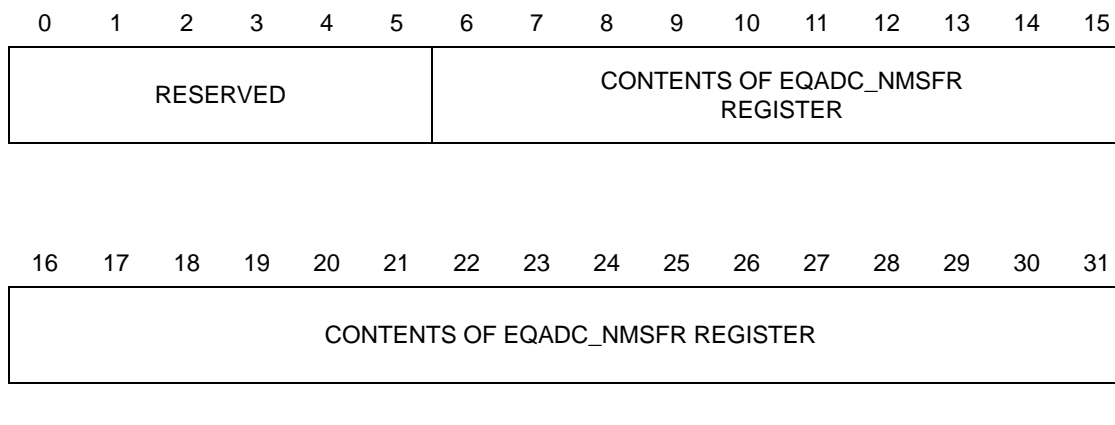 0 1 2 3 4 5 6 7 8 9 10 11 12 13 14 15
RESERVED
CONTENTS OF EQADC_NMSFR
REGISTER
16 17 18 19 20 21 22 23 24 25 26 27 28 29 30 31
CONTENTS OF EQADC_NMSFR REGISTER